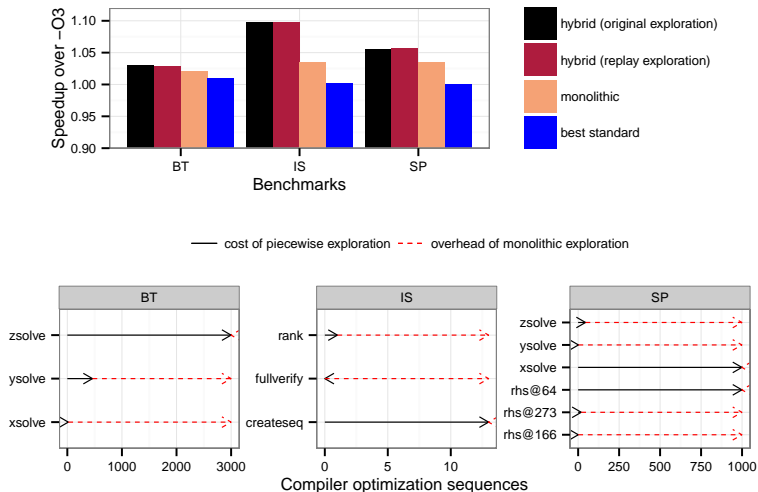 Speedup over −O3
1.10
1.05
1.00
0.95
0.90
BT
IS
SP
Benchmarks
hybrid (original exploration)
hybrid (replay exploration)
monolithic
best standard
cost of piecewise exploration
overhead of monolithic exploration
BT
zsolve
ysolve
xsolve
0 1000 2000 3000
IS
rank
fullverify
createseq
0 5 10
SP
zsolve
ysolve
xsolve
rhs@64
rhs@273
rhs@166
0 250 500 750 1000
Compiler optimization sequences